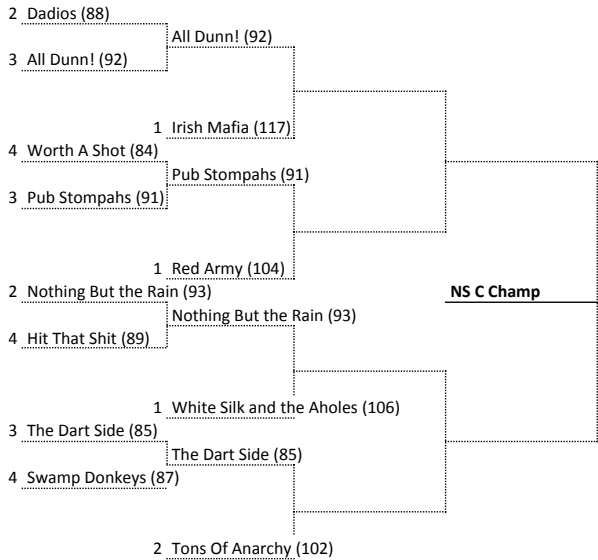 2 Dadios (88)
All Dunn! (92)
3 All Dunn! (92)
1 Irish Mafia (117)
4 Worth A Shot (84)
Pub Stompahs (91)
3 Pub Stompahs (91)
1 Red Army (104)
2 Nothing But the Rain (93)
NS C Champ
Nothing But the Rain (93)
4 Hit That Shit (89)
1 White Silk and the Aholes (106)
3 The Dart Side (85)
The Dart Side (85)
4 Swamp Donkeys (87)
2 Tons Of Anarchy (102)